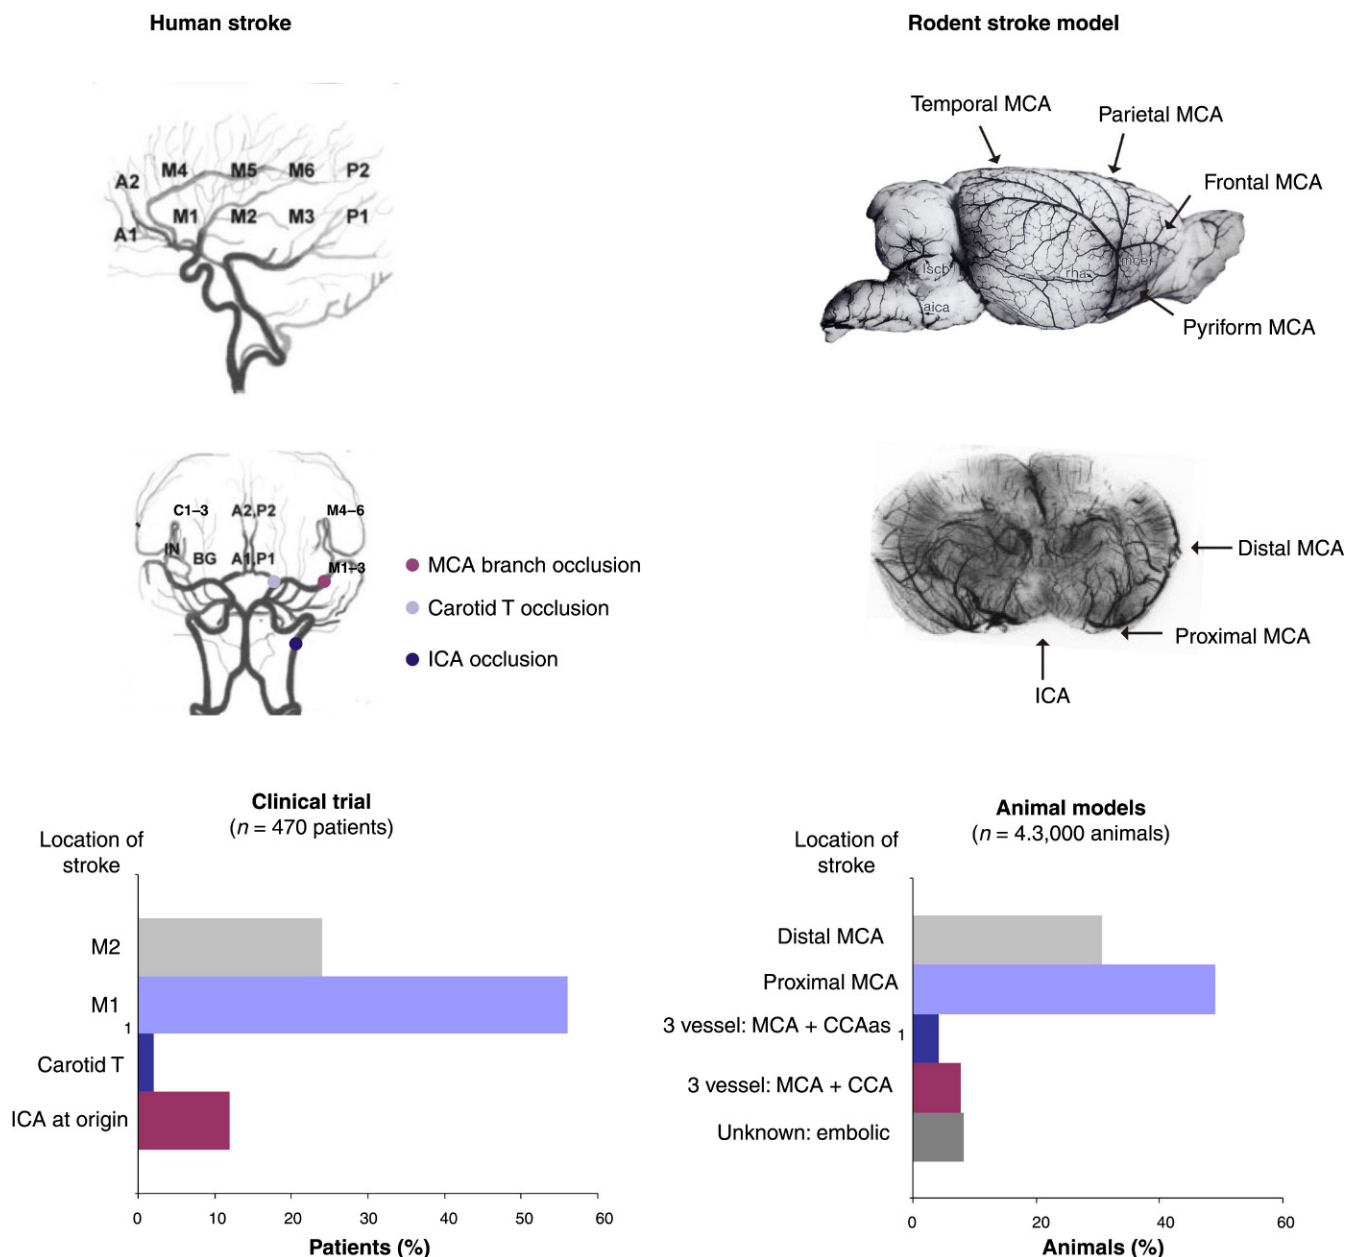 Human stroke
Rodent stroke model
A2
M4
M5
M6
P2
M1
M2
M3
P1
A1
Temporal MCA
Parietal MCA
Frontal MCA
Pyriform MCA
lscb
rha
mce
aica
C1–3
A2,P2
M4–6
IN
BG
A1,P1
M1–3
MCA branch occlusion
Carotid T occlusion
ICA occlusion
Distal MCA
Proximal MCA
ICA
Clinical trial
(n = 470 patients)
Location of
stroke
M2
M1
1
Carotid T
ICA at origin
0 10 20 30 40 50 60
Patients (%)
Animal models
(n = 4.3,000 animals)
Location of
stroke
Distal MCA
Proximal MCA
3 vessel: MCA + CCAas 1
3 vessel: MCA + CCA
Unknown: embolic
0 20 40 60
Animals (%)